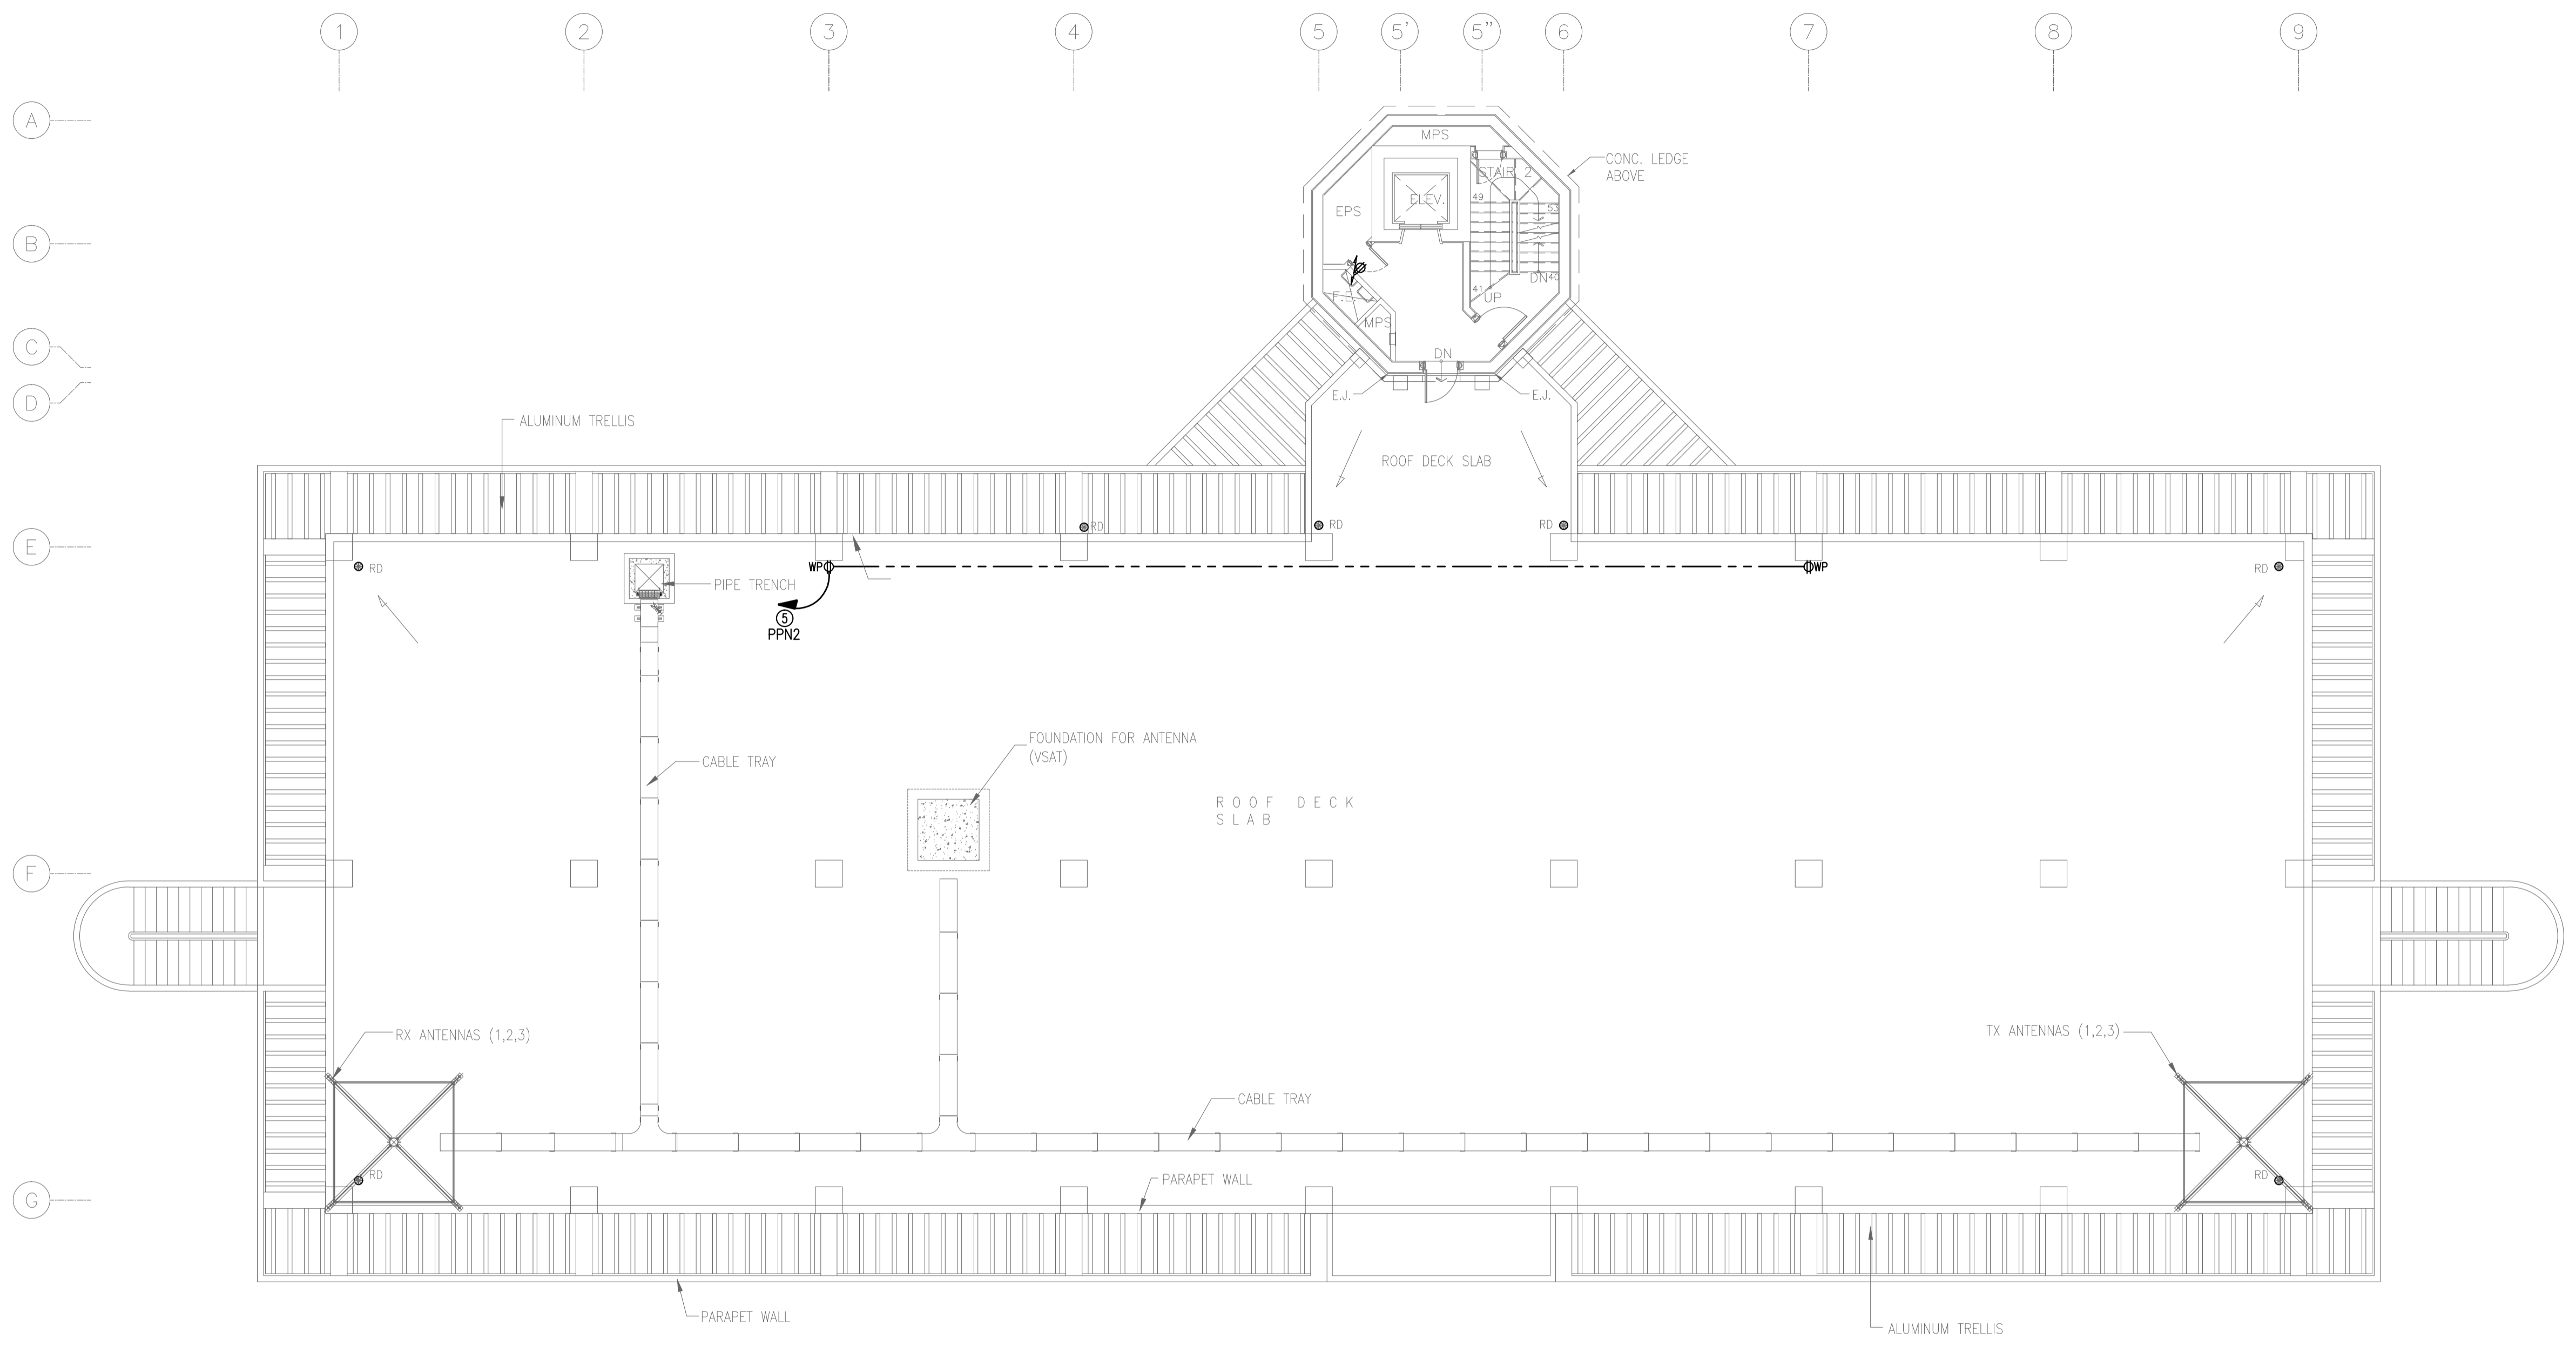 1 2 3 4 5 5' 5" 6 7 8 9
A
MPS
CONC. LEDGE
ABOVE
STAIR 2
ELEV.
49
53
EPS
B
DN 40
41
UP
F.E.
MPS
C
DN
D
E.J.
E.J.
ALUMINUM TRELLIS
ROOF DECK SLAB
RD
RD
RD
E
RD
WP
WP
RD
PIPE TRENCH
5
PPN2
FOUNDATION FOR ANTENNA
(VSAT)
CABLE TRAY
ROOF DECK
SLAB
F
RX ANTENNAS (1,2,3)
TX ANTENNAS (1,2,3)
CABLE TRAY
RD
RD
PARAPET WALL
G
PARAPET WALL
ALUMINUM TRELLIS